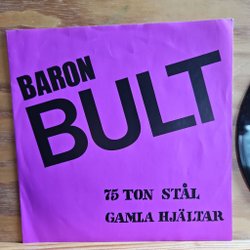 BARON
BULT
75 TON STÅL
GAMLA HJÄLTAR